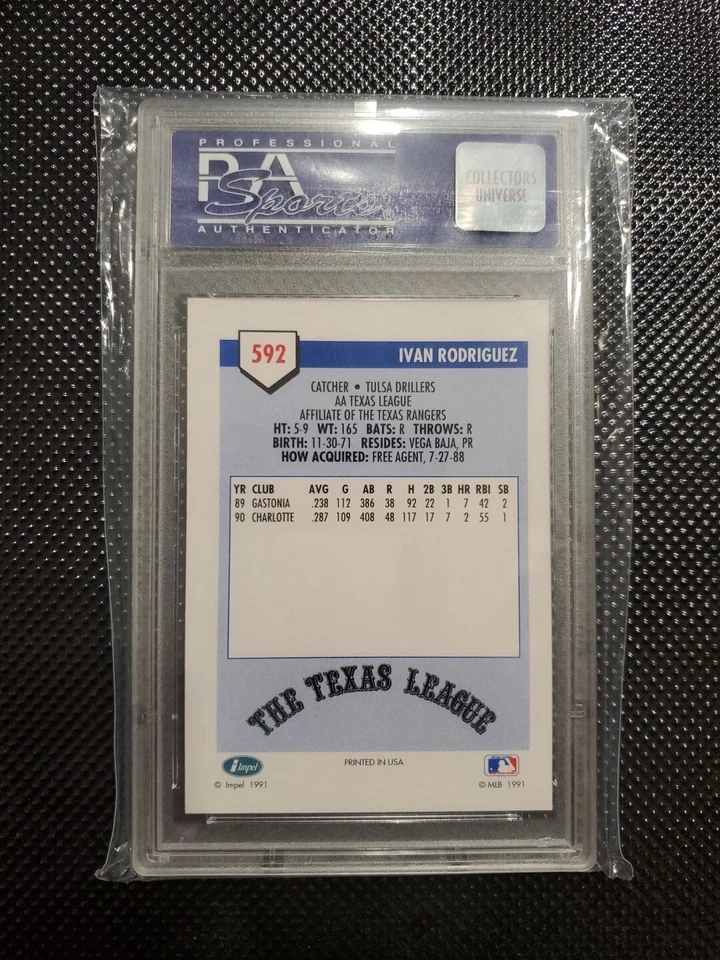 PROFESSIONAL
PSA
Sports®
AUTHENTICATOR
COLLECTORS
UNIVERSE
592
IVAN RODRIGUEZ
CATCHER • TULSA DRILLERS
AA TEXAS LEAGUE
AFFILIATE OF THE TEXAS RANGERS
HT: 5-9 WT: 165 BATS: R THROWS: R
BIRTH: 11-30-71 RESIDES: VEGA BAJA, PR
HOW ACQUIRED: FREE AGENT, 7-27-88
YR CLUB AVG G AB R H 2B 3B HR RBI SB
89 GASTONIA .238 112 386 38 92 22 1 7 42 2
90 CHARLOTTE .287 109 408 48 117 17 7 2 55 1
THE TEXAS LEAGUE
Impel
PRINTED IN USA
© Impel 1991
© MLB 1991